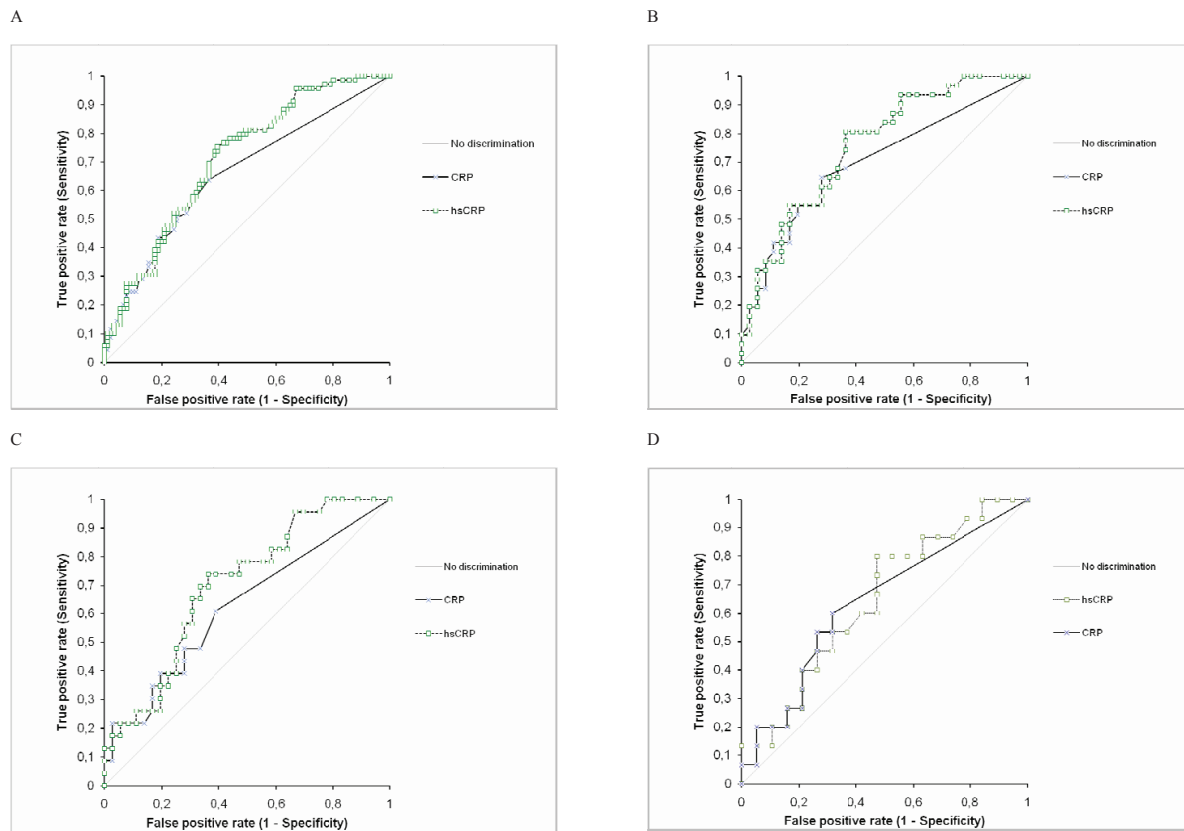 A
True positive rate (Sensitivity)
1
0,9
0,8
0,7
0,6
0,5
0,4
0,3
0,2
0,1
0
0 0,2 0,4 0,6 0,8 1
False positive rate (1 - Specificity)
No discrimination
CRP
hsCRP
B
True positive rate (Sensitivity)
1
0,9
0,8
0,7
0,6
0,5
0,4
0,3
0,2
0,1
0
0 0,2 0,4 0,6 0,8 1
False positive rate (1 - Specificity)
No discrimination
CRP
hsCRP
C
True positive rate (Sensitivity)
1
0,9
0,8
0,7
0,6
0,5
0,4
0,3
0,2
0,1
0
0 0,2 0,4 0,6 0,8 1
False positive rate (1 - Specificity)
No discrimination
CRP
hsCRP
D
True positive rate (Sensitivity)
1
0,9
0,8
0,7
0,6
0,5
0,4
0,3
0,2
0,1
0
0 0,2 0,4 0,6 0,8 1
False positive rate (1 - Specificity)
No discrimination
hsCRP
CRP